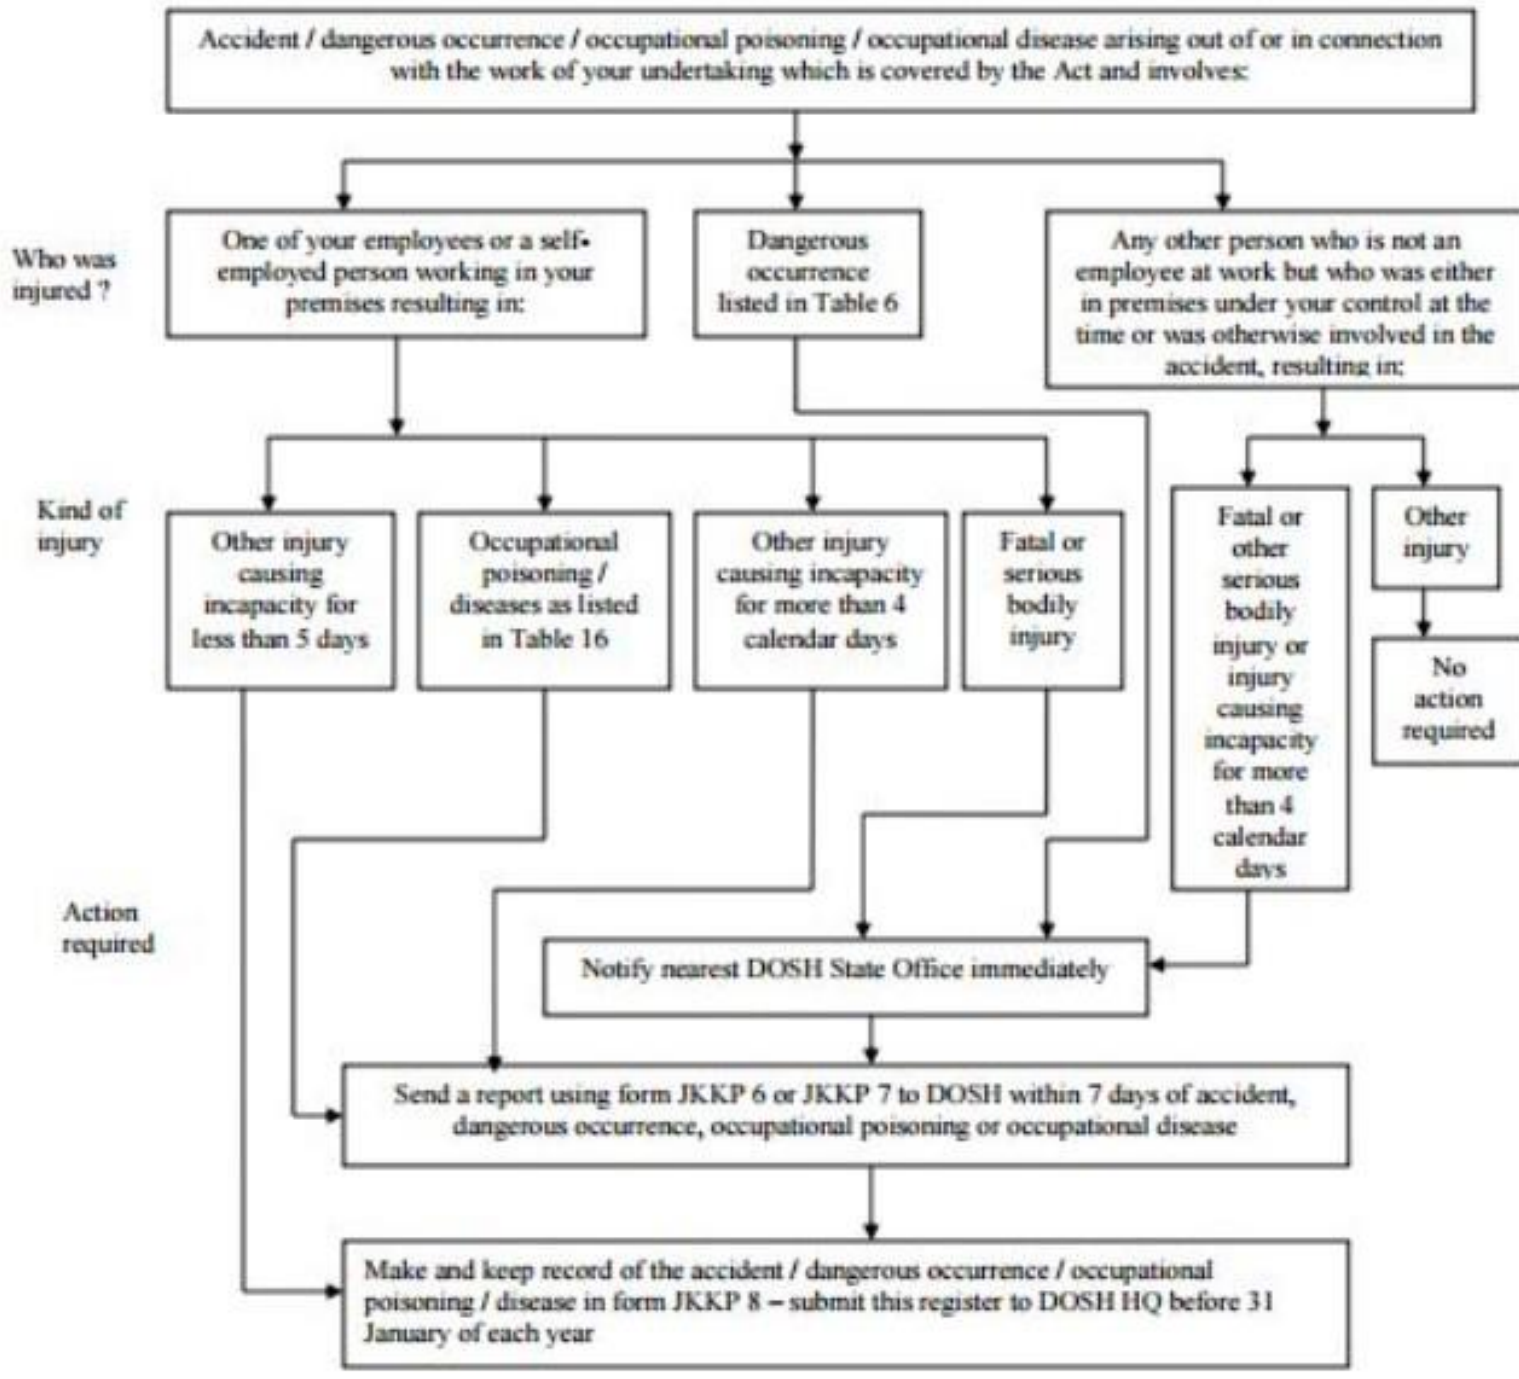 Accident / dangerous occurrence / occupational poisoning / occupational disease arising out of or in connection
with the work of your undertaking which is covered by the Act and involves:
Who was
injured ?
One of your employees or a self-
employed person working in your
premises resulting in:
Dangerous
occurrence
listed in Table 6
Any other person who is not an
employee at work but who was either
in premises under your control at the
time or was otherwise involved in the
accident, resulting in:
Kind of
injury
Other injury
causing
incapacity for
less than 5 days
Occupational
poisoning /
diseases as listed
in Table 16
Other injury
causing incapacity
for more than 4
calendar days
Fatal or
serious
bodily
injury
Fatal or
other
serious
bodily
injury or
injury
causing
incapacity
for more
than 4
calendar
days
Other
injury
No
action
required
Action
required
Notify nearest DOSH State Office immediately
Send a report using form JKKP 6 or JKKP 7 to DOSH within 7 days of accident,
dangerous occurrence, occupational poisoning or occupational disease
Make and keep record of the accident / dangerous occurrence / occupational
poisoning / disease in form JKKP 8 – submit this register to DOSH HQ before 31
January of each year